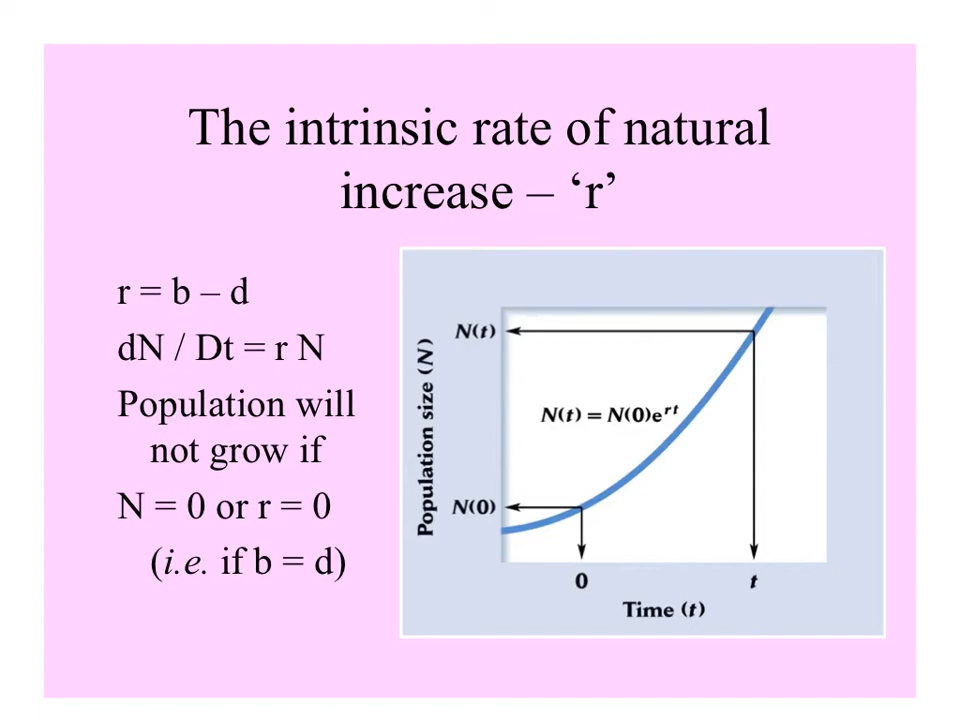 The intrinsic rate of natural
increase – ‘r’
r = b – d
dN / Dt = r N
Population will
not grow if
N = 0 or r = 0
(i.e. if b = d)
Population size (N)
N(t)
N(t) = N(0)eʳᵗ
N(0)
0
t
Time (t)